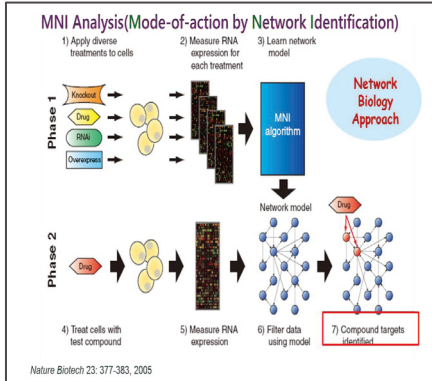 MNI Analysis(Mode-of-action by Network Identification)
1) Apply diverse
treatments to cells
2) Measure RNA
expression for
each treatment
3) Learn network
model
Network
Biology
Approach
Phase 1
Knockout
Drug
RNAi
Overexpress
MNI
algorithm
Network model
Drug
Phase 2
Drug
4) Treat cells with
test compound
5) Measure RNA
expression
6) Filter data
using model
7) Compound targets
identified
Nature Biotech 23: 377-383, 2005